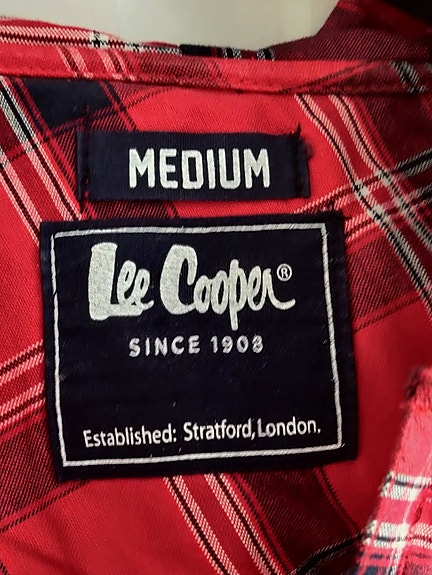 MEDIUM
Lee Cooper®
SINCE 1908
Established: Stratford, London.